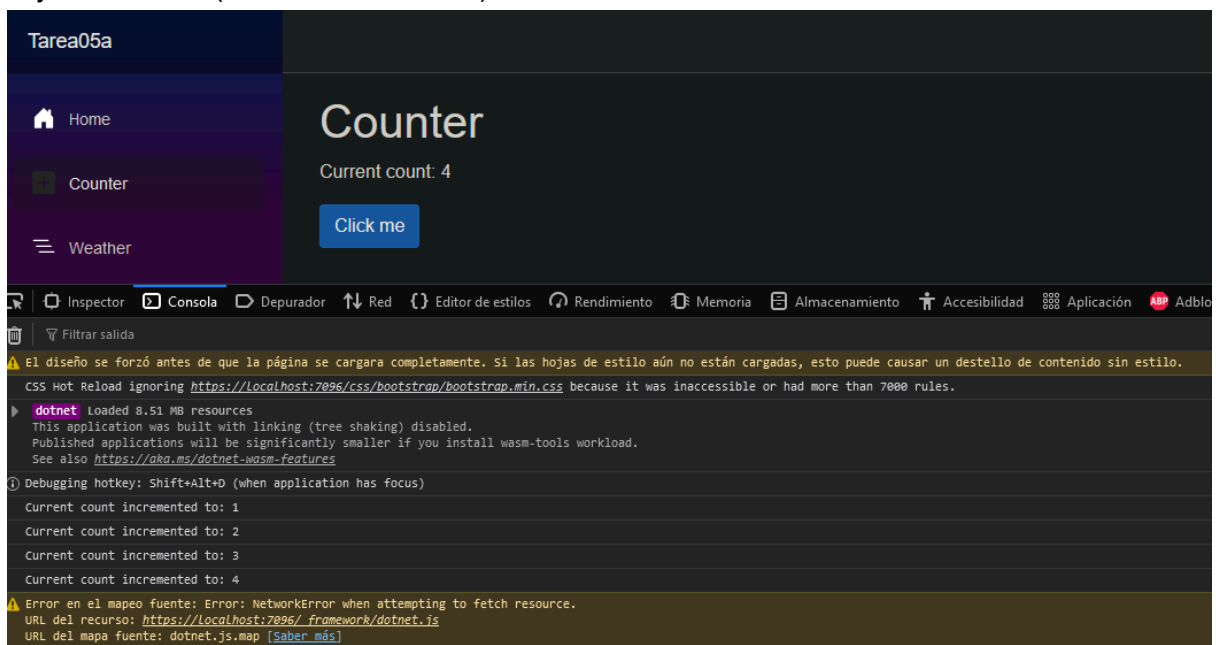 Tarea05a
Home
Counter
Weather
Counter
Current count: 4
Click me
Inspector Consola Depurador Red Editor de estilos Rendimiento Memoria Almacenamiento Accesibilidad Aplicación ABP Adblo
Filtrar salida
El diseño se forzó antes de que la página se cargara completamente. Si las hojas de estilo aún no están cargadas, esto puede causar un destello de contenido sin estilo.
CSS Hot Reload ignoring https://localhost:7096/css/bootstrap/bootstrap.min.css because it was inaccessible or had more than 7000 rules.
dotnet Loaded 8.51 MB resources
This application was built with linking (tree shaking) disabled.
Published applications will be significantly smaller if you install wasm-tools workload.
See also https://aka.ms/dotnet-wasm-features
Debugging hotkey: Shift+Alt+D (when application has focus)
Current count incremented to: 1
Current count incremented to: 2
Current count incremented to: 3
Current count incremented to: 4
Error en el mapeo fuente: Error: NetworkError when attempting to fetch resource.
URL del recurso: https://localhost:7096/_framework/dotnet.js
URL del mapa fuente: dotnet.js.map [Saber más]